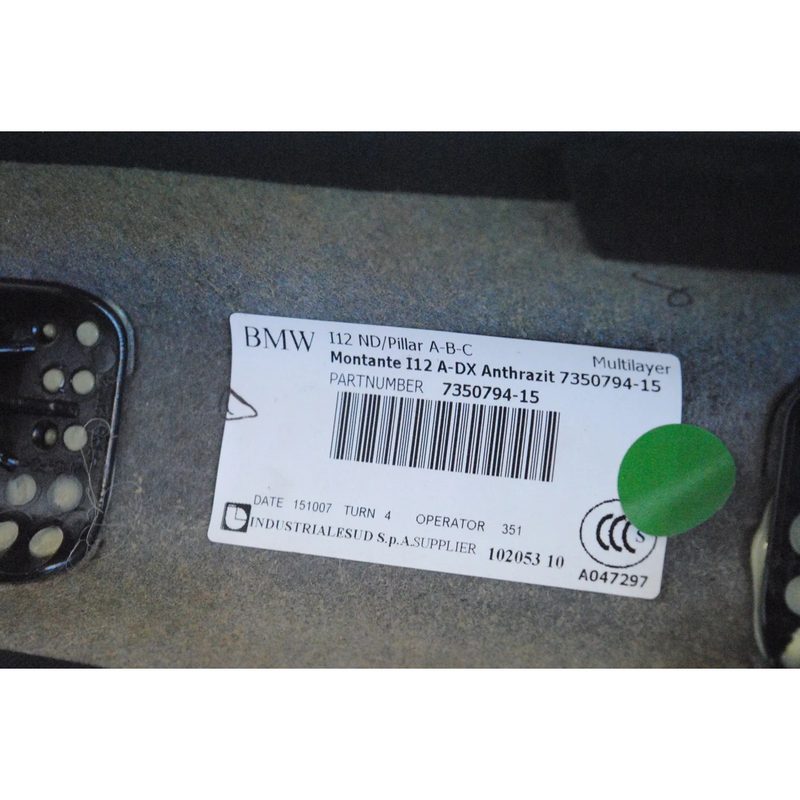 BMW I12 ND/Pillar A-B-C Multilayer
Montante I12 A-DX Anthrazit 7350794-15
PARTNUMBER 7350794-15
DATE 151007 TURN 4 OPERATOR 351
INDUSTRIALESUD S.p.A. SUPPLIER 102053 10
CCC S
A047297